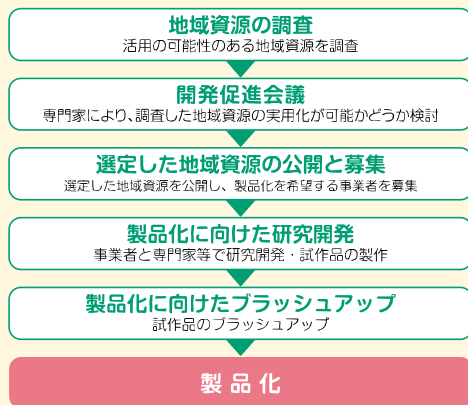 地域資源の調査
活用の可能性のある地域資源を調査
開発促進会議
専門家により、調査した地域資源の実用化が可能かどうか検討
選定した地域資源の公開と募集
選定した地域資源を公開し、製品化を希望する事業者を募集
製品化に向けた研究開発
事業者と専門家等で研究開発・試作品の製作
製品化に向けたブラッシュアップ
試作品のブラッシュアップ
製品化